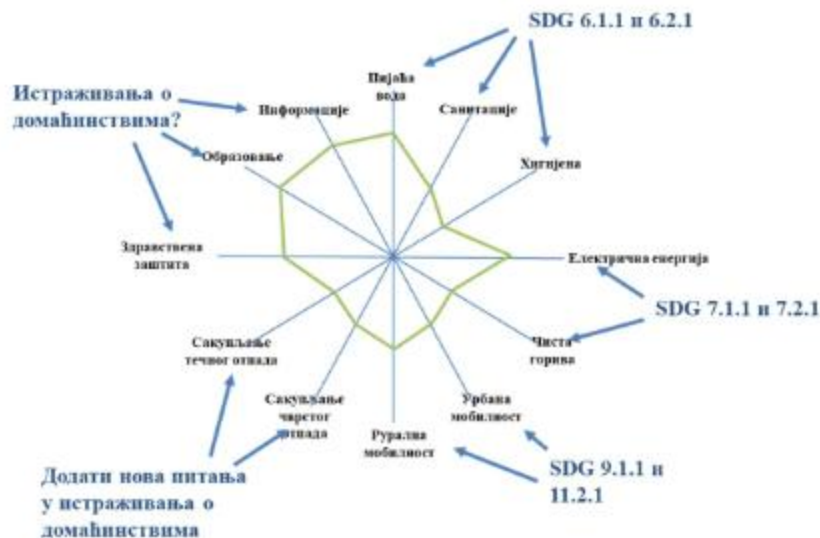 SDG 6.1.1 и 6.2.1
Пијаћа
вода
Истраживања о
домаћинствима?
Информације
Санитације
Образовање
Хигијена
Здравствена
заштита
Електрична енергија
SDG 7.1.1 и 7.2.1
Сакупљање
течног отпада
Чиста
горива
Сакупљање
чврстог
отпада
Урбана
мобилност
Рурална
мобилност
SDG 9.1.1 и
11.2.1
Додати нова питања
у истраживања о
домаћинствима